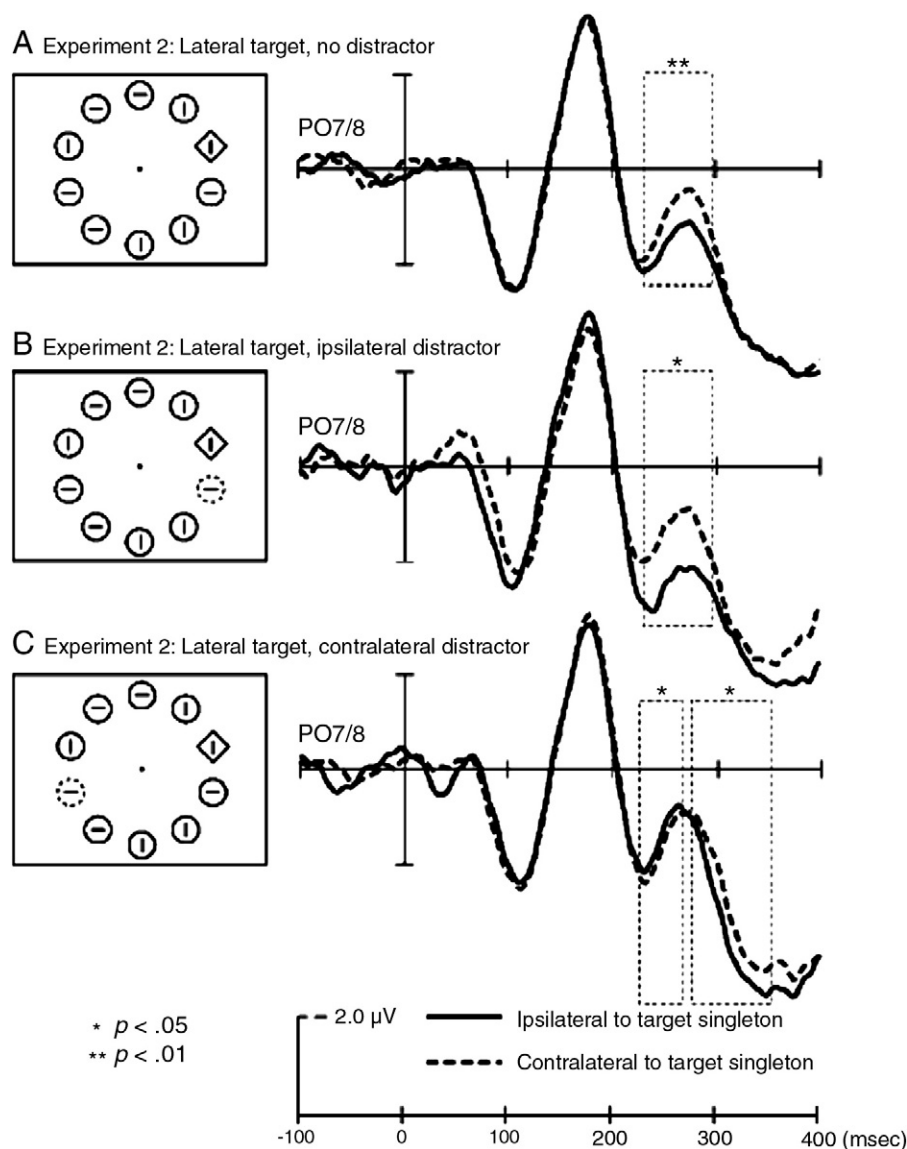 A Experiment 2: Lateral target, no distractor
PO7/8
**
B Experiment 2: Lateral target, ipsilateral distractor
PO7/8
*
C Experiment 2: Lateral target, contralateral distractor
PO7/8
* *
* p < .05
** p < .01
2.0 µV
Ipsilateral to target singleton
Contralateral to target singleton
-100 0 100 200 300 400 (msec)